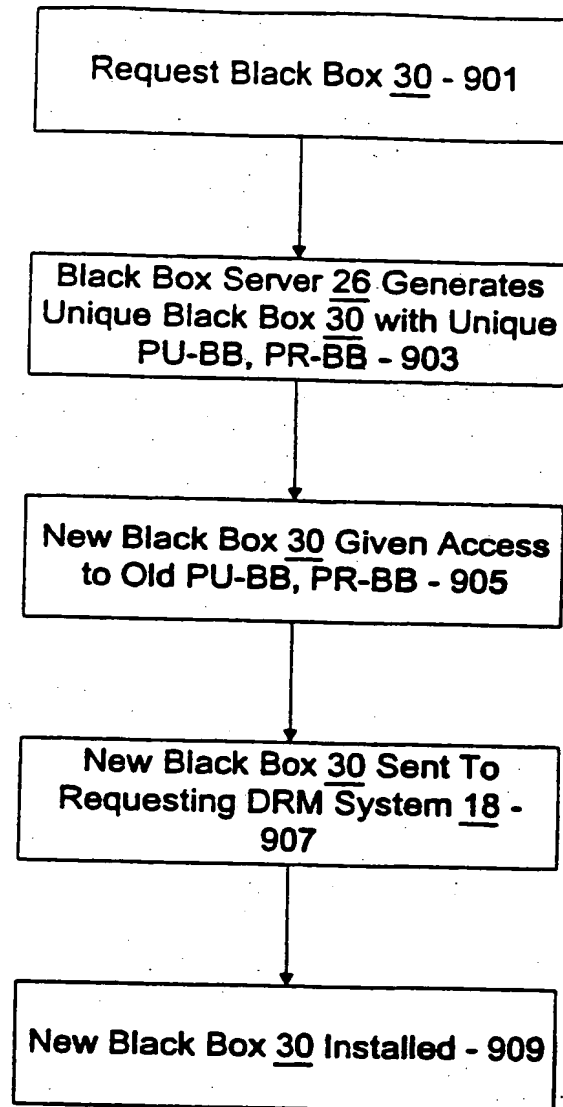 Request Black Box 30 - 901
Black Box Server 26 Generates
Unique Black Box 30 with Unique
PU-BB, PR-BB - 903
New Black Box 30 Given Access
to Old PU-BB, PR-BB - 905
New Black Box 30 Sent To
Requesting DRM System 18 -
907
New Black Box 30 Installed - 909